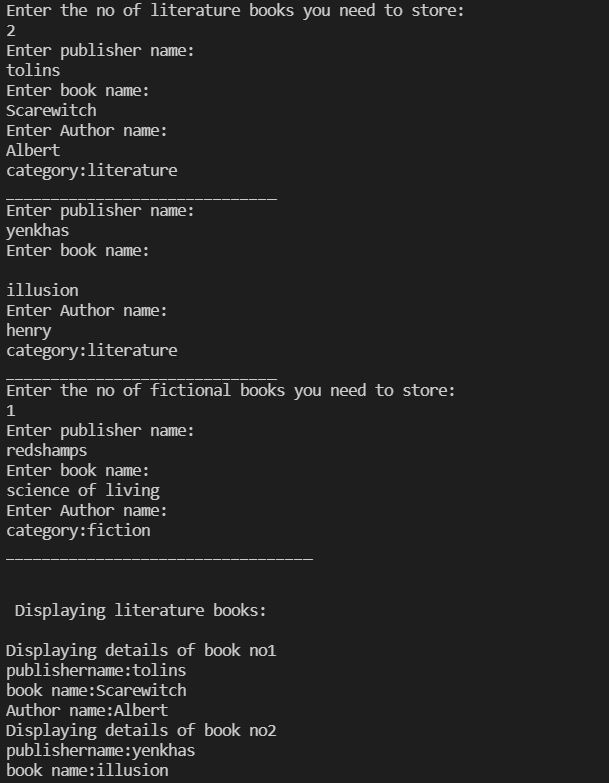 Enter the no of literature books you need to store:
2
Enter publisher name:
tolins
Enter book name:
Scarewitch
Enter Author name:
Albert
category:literature
______________________________
Enter publisher name:
yenkhas
Enter book name:

illusion
Enter Author name:
henry
category:literature
______________________________
Enter the no of fictional books you need to store:
1
Enter publisher name:
redshamps
Enter book name:
science of living
Enter Author name:
category:fiction
__________________________________

 Displaying literature books:

Displaying details of book no1
publishername:tolins
book name:Scarewitch
Author name:Albert
Displaying details of book no2
publishername:yenkhas
book name:illusion